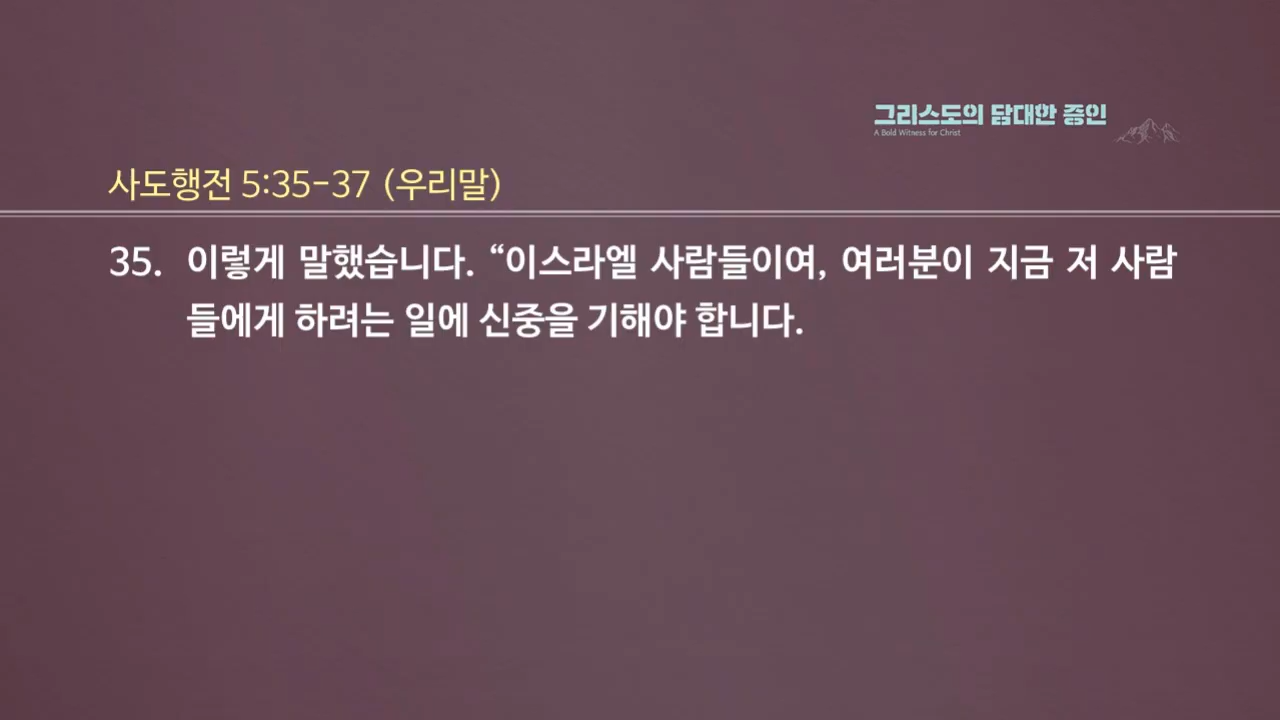 그리스도의 담대한 증인
A Bold Witness for Christ
사도행전 5:35-37 (우리말)
35. 이렇게 말했습니다. “이스라엘 사람들이여, 여러분이 지금 저 사람
들에게 하려는 일에 신중을 기해야 합니다.